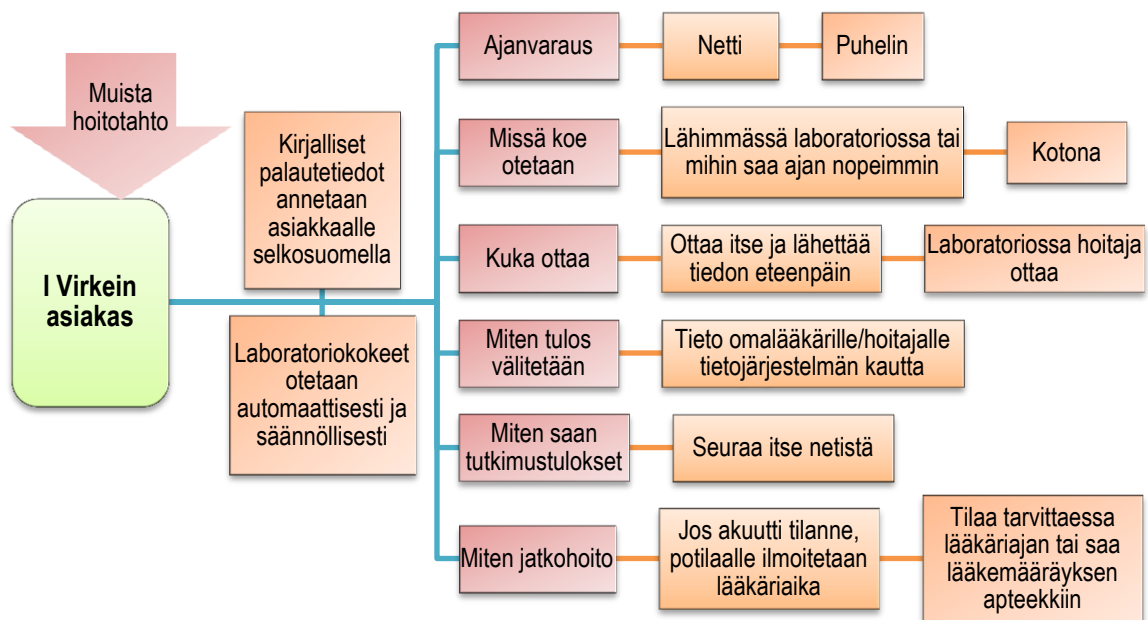 Muista
hoitotahto
I Virkein
asiakas
Kirjalliset
palautetiedot
annetaan
asiakkaalle
selkosuomella
Laboratoriokokeet
otetaan
automaattisesti ja
säännöllisesti
Ajanvaraus
Netti
Puhelin
Missä koe
otetaan
Lähimmässä laboratoriossa tai
mihin saa ajan nopeimmin
Kotona
Kuka ottaa
Ottaa itse ja lähettää
tiedon eteenpäin
Laboratoriossa hoitaja
ottaa
Miten tulos
välitetään
Tieto omalääkärille/hoitajalle
tietojärjestelmän kautta
Miten saan
tutkimustulokset
Seuraa itse netistä
Miten jatkohoito
Jos akuutti tilanne,
potilaalle ilmoitetaan
lääkäriaika
Tilaa tarvittaessa
lääkäriajan tai saa
lääkemääräyksen
apteekkiin